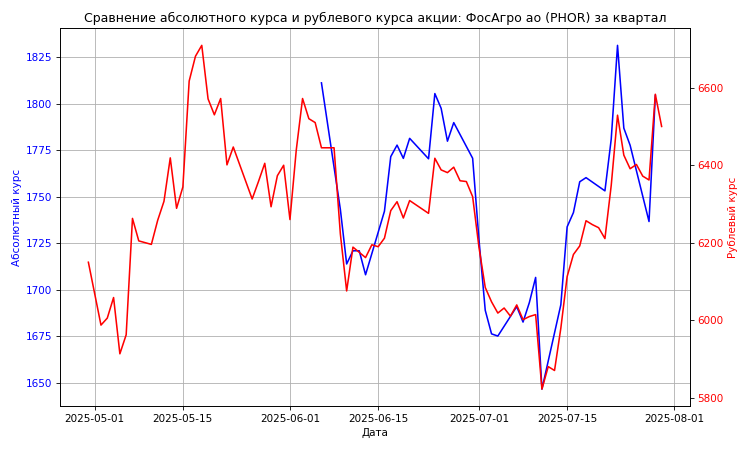 Сравнение абсолютного курса и рублевого курса акции: ФосАгро ао (PHOR) за квартал
1825
1800
1775
1750
1725
1700
1675
1650
Абсолютный курс
6600
6400
6200
6000
5800
Рублевый курс
2025-05-01 2025-05-15 2025-06-01 2025-06-15 2025-07-01 2025-07-15 2025-08-01
Дата